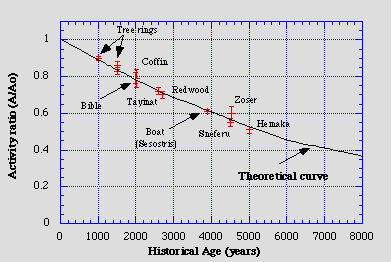 Tree rings
Coffin
Bible
Tayinat
Redwood
Zoser
Boat
(Sesostris)
Sneferu
Hemaka
Theoretical curve
Activity ratio (A/Ao)
1
0.8
0.6
0.4
0.2
0
0 1000 2000 3000 4000 5000 6000 7000 8000
Historical Age (years)